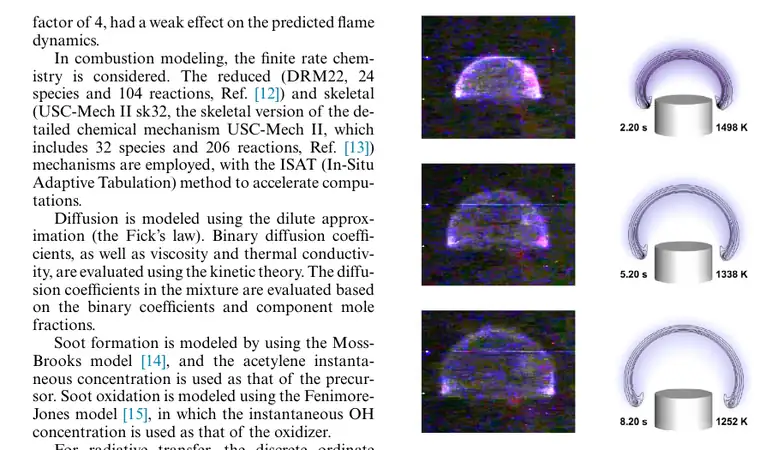 factor of 4, had a weak effect on the predicted flame
dynamics.
In combustion modeling, the finite rate chem-
istry is considered. The reduced (DRM22, 24
species and 104 reactions, Ref. [12]) and skeletal
(USC-Mech II sk32, the skeletal version of the de-
tailed chemical mechanism USC-Mech II, which
includes 32 species and 206 reactions, Ref. [13])
mechanisms are employed, with the ISAT (In-Situ
Adaptive Tabulation) method to accelerate compu-
tations.
Diffusion is modeled using the dilute approx-
imation (the Fick's law). Binary diffusion coeffi-
cients, as well as viscosity and thermal conductiv-
ity, are evaluated using the kinetic theory. The diffu-
sion coefficients in the mixture are evaluated based
on the binary coefficients and component mole
fractions.
Soot formation is modeled by using the Moss-
Brooks model [14], and the acetylene instanta-
neous concentration is used as that of the precur-
sor. Soot oxidation is modeled using the Fenimore-
Jones model [15], in which the instantaneous OH
concentration is used as that of the oxidizer.
For radiative transfer, the discrete ordinate
2.20 s 1498 K
5.20 s 1338 K
8.20 s 1252 K